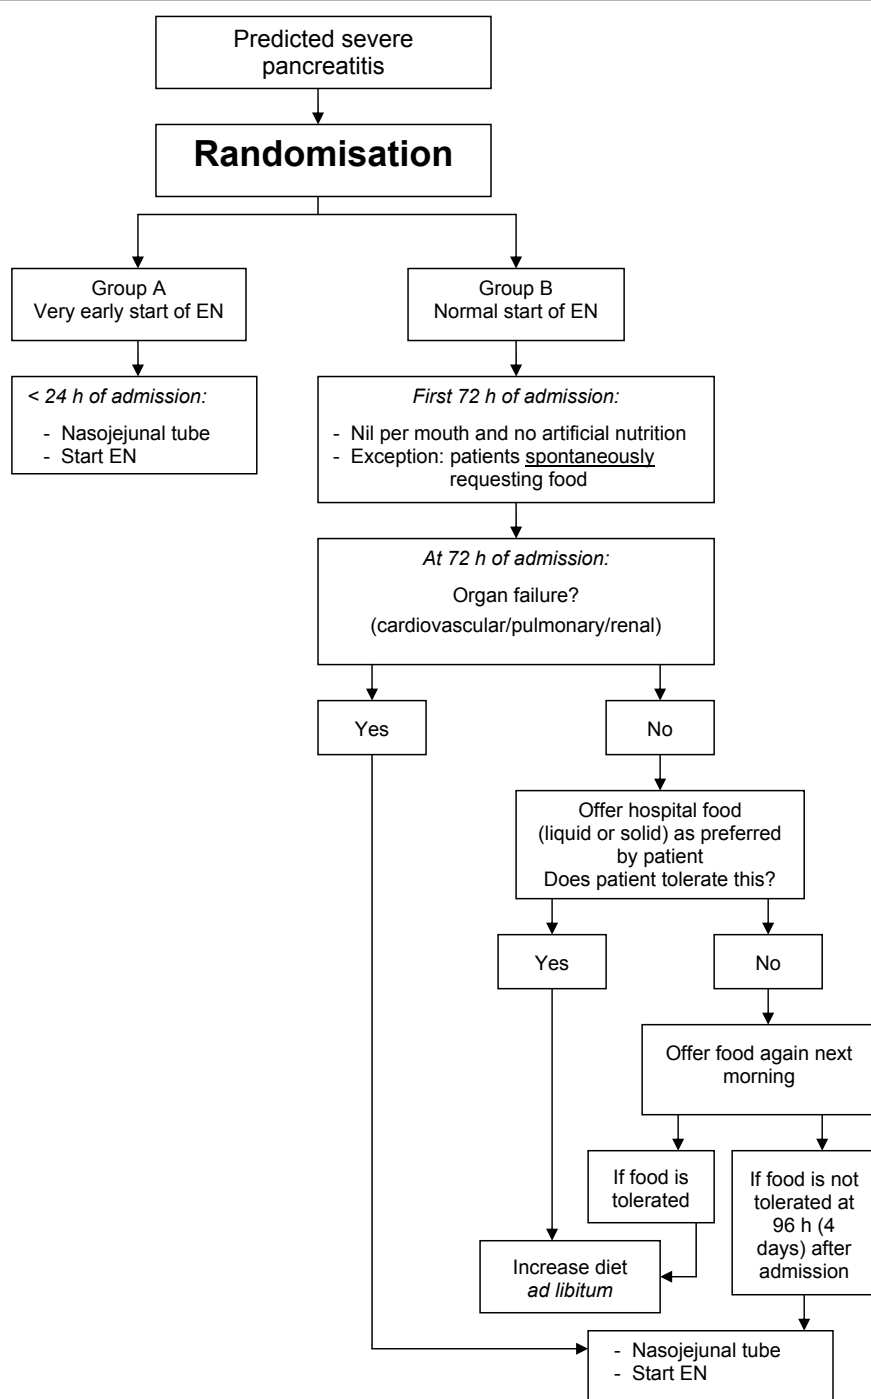 Predicted severe
pancreatitis
Randomisation
Group A
Very early start of EN
Group B
Normal start of EN
< 24 h of admission:
- Nasojejunal tube
- Start EN
First 72 h of admission:
- Nil per mouth and no artificial nutrition
- Exception: patients spontaneously
requesting food
At 72 h of admission:
Organ failure?
(cardiovascular/pulmonary/renal)
Yes
No
Offer hospital food
(liquid or solid) as preferred
by patient
Does patient tolerate this?
Yes
No
Offer food again next
morning
If food is
tolerated
If food is not
tolerated at
96 h (4
days) after
admission
Increase diet
ad libitum
- Nasojejunal tube
- Start EN